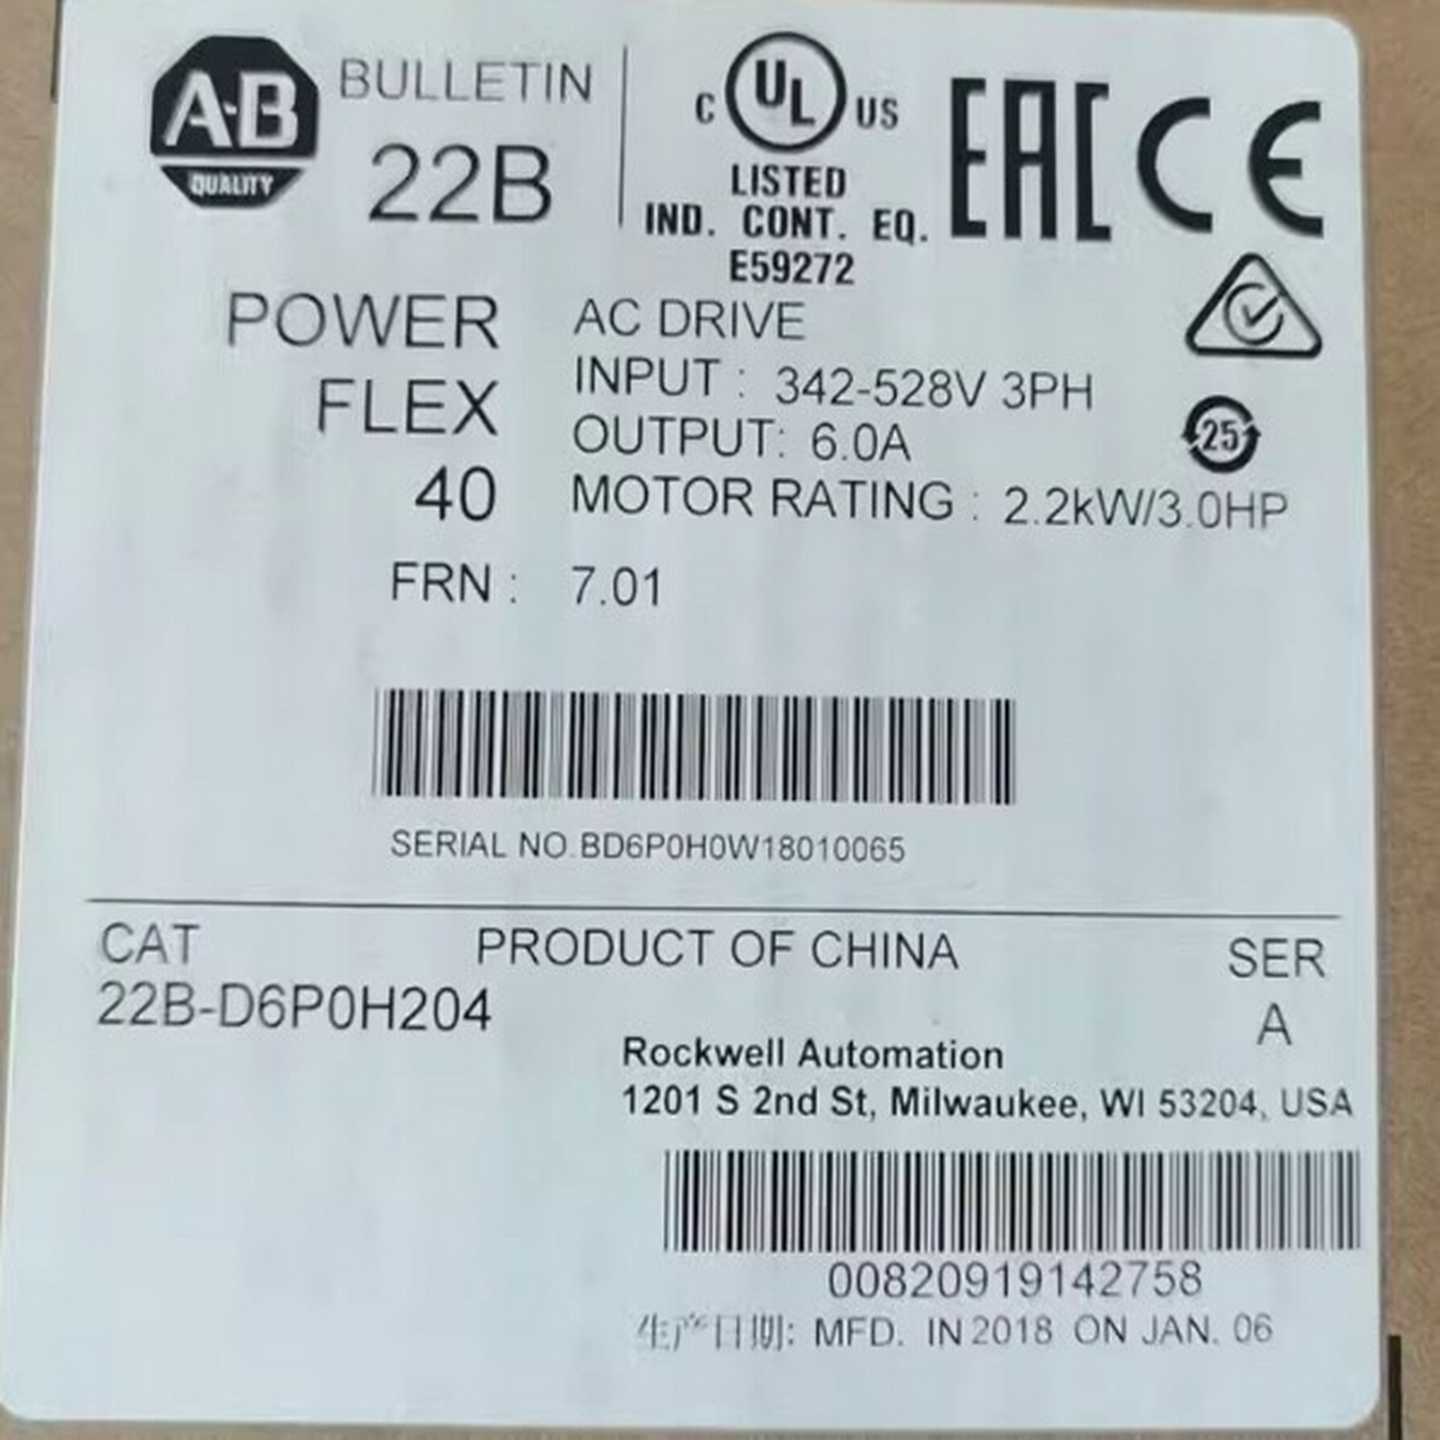 A-B
QUALITY
BULLETIN
22B
C UL US
LISTED
IND. CONT. EQ.
E59272
EAC CE
POWER
FLEX
40
AC DRIVE
INPUT : 342-528V 3PH
OUTPUT: 6.0A
MOTOR RATING : 2.2kW/3.0HP
25
FRN : 7.01
SERIAL NO.BD6P0H0W18010065
CAT
22B-D6P0H204
PRODUCT OF CHINA
SER
A
Rockwell Automation
1201 S 2nd St, Milwaukee, WI 53204, USA
00820919142758
生产日期: MFD. IN 2018 ON JAN. 06